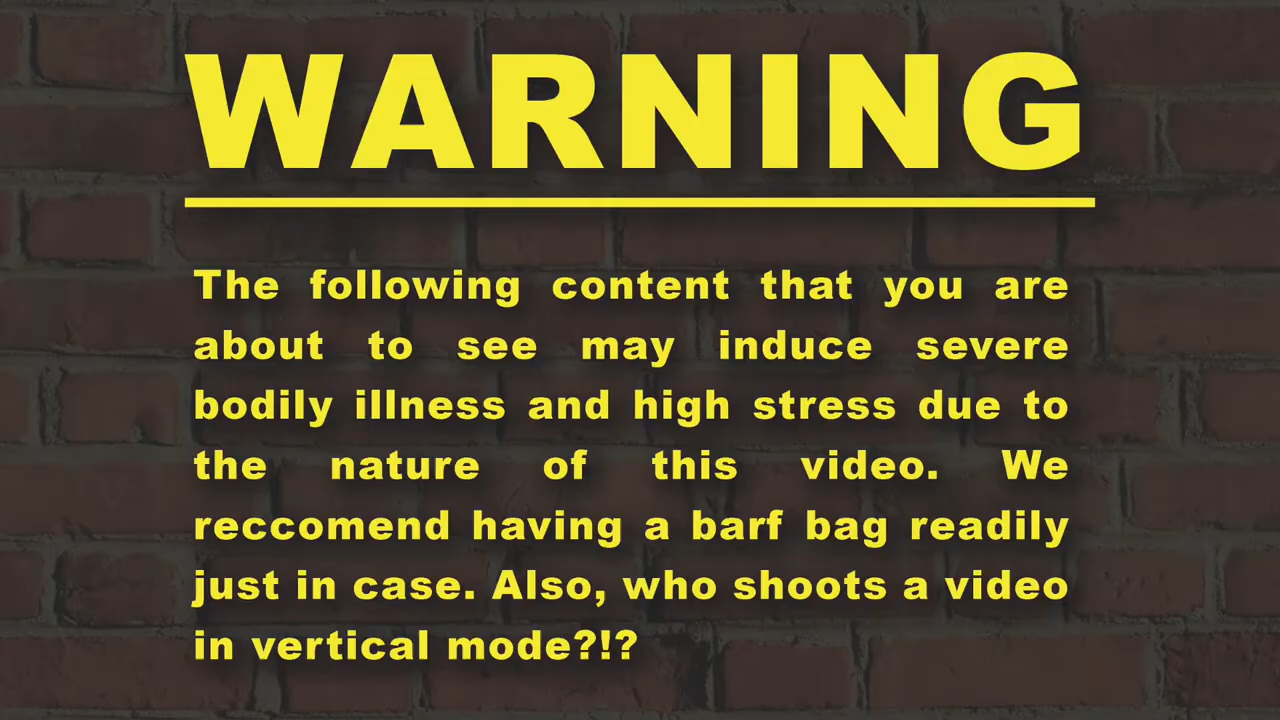 WARNING
The following content that you are
about to see may induce severe
bodily illness and high stress due to
the nature of this video. We
reccomend having a barf bag readily
just in case. Also, who shoots a video
in vertical mode?!?